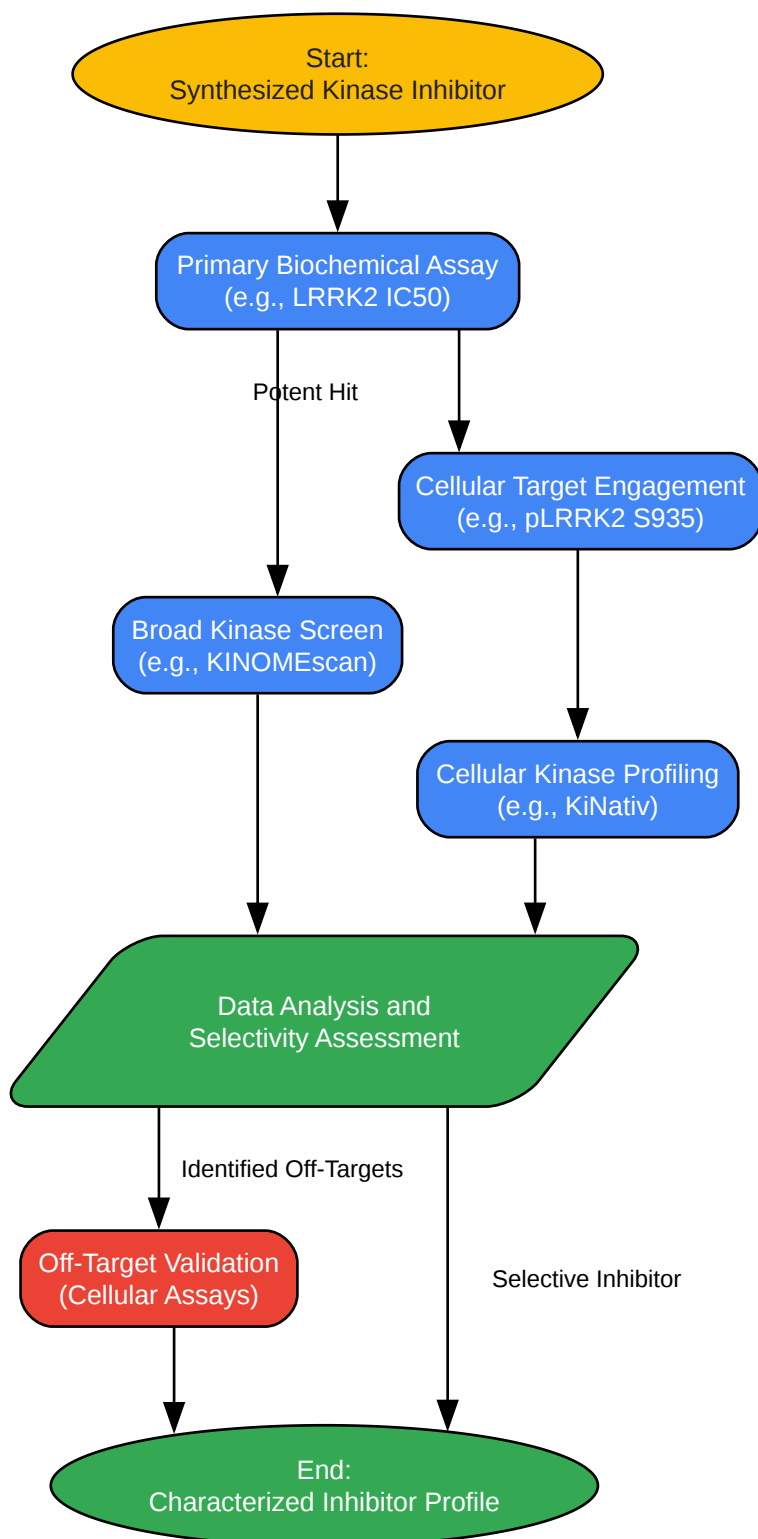 Start:
Synthesized Kinase Inhibitor
Primary Biochemical Assay
(e.g., LRRK2 IC50)
Potent Hit
Cellular Target Engagement
(e.g., pLRRK2 S935)
Broad Kinase Screen
(e.g., KINOMEscan)
Cellular Kinase Profiling
(e.g., KiNativ)
Data Analysis and
Selectivity Assessment
Identified Off-Targets
Off-Target Validation
(Cellular Assays)
Selective Inhibitor
End:
Characterized Inhibitor Profile